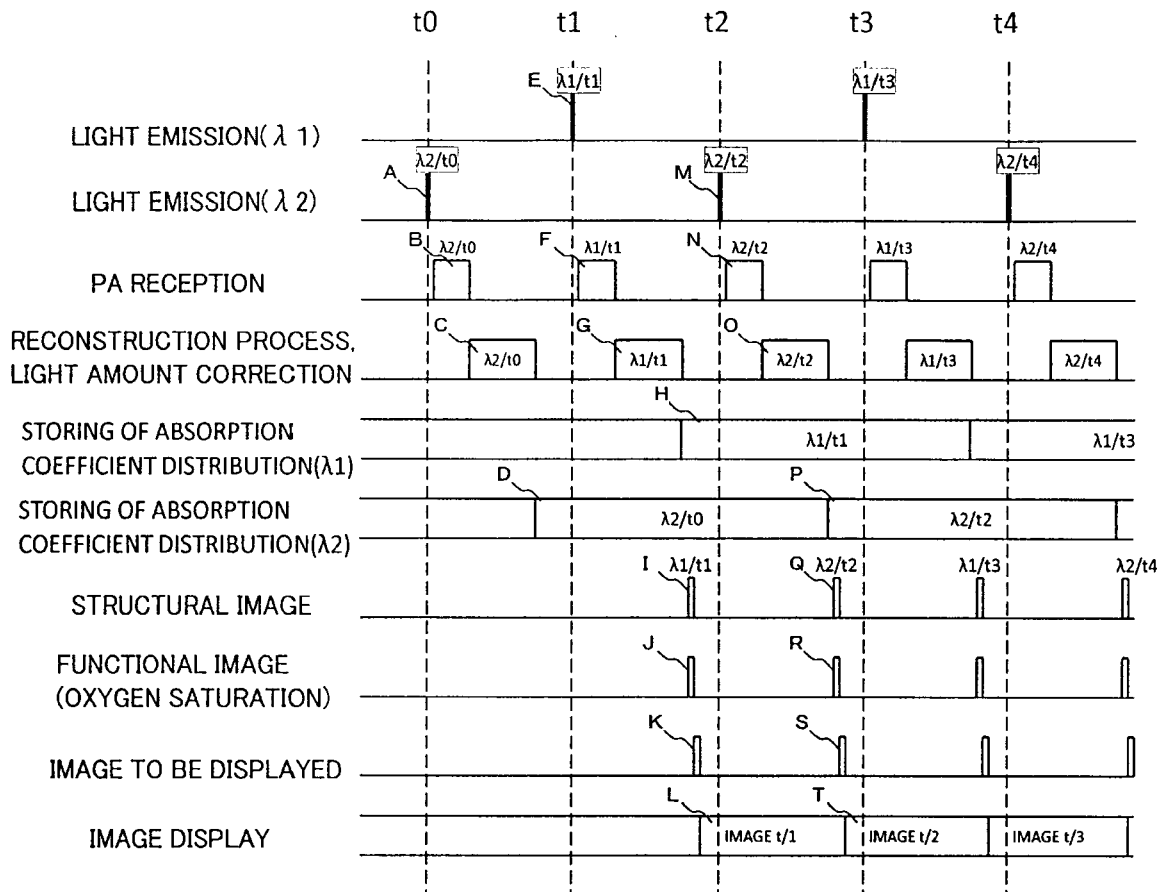 t0 t1 t2 t3 t4
E λ1/t1 λ1/t3
LIGHT EMISSION(λ 1)
λ2/t0 λ2/t2 λ2/t4
A M
LIGHT EMISSION(λ 2)
B λ2/t0 F λ1/t1 N λ2/t2 λ1/t3 λ2/t4
PA RECEPTION
RECONSTRUCTION PROCESS,
LIGHT AMOUNT CORRECTION
C λ2/t0 G λ1/t1 O λ2/t2 λ1/t3 λ2/t4
H
STORING OF ABSORPTION
COEFFICIENT DISTRIBUTION(λ1)
λ1/t1 λ1/t3
D P
STORING OF ABSORPTION
COEFFICIENT DISTRIBUTION(λ2)
λ2/t0 λ2/t2
I λ1/t1 Q λ2/t2 λ1/t3 λ2/t4
STRUCTURAL IMAGE
J R
FUNCTIONAL IMAGE
(OXYGEN SATURATION)
K S
IMAGE TO BE DISPLAYED
L T
IMAGE DISPLAY IMAGE t/1 IMAGE t/2 IMAGE t/3